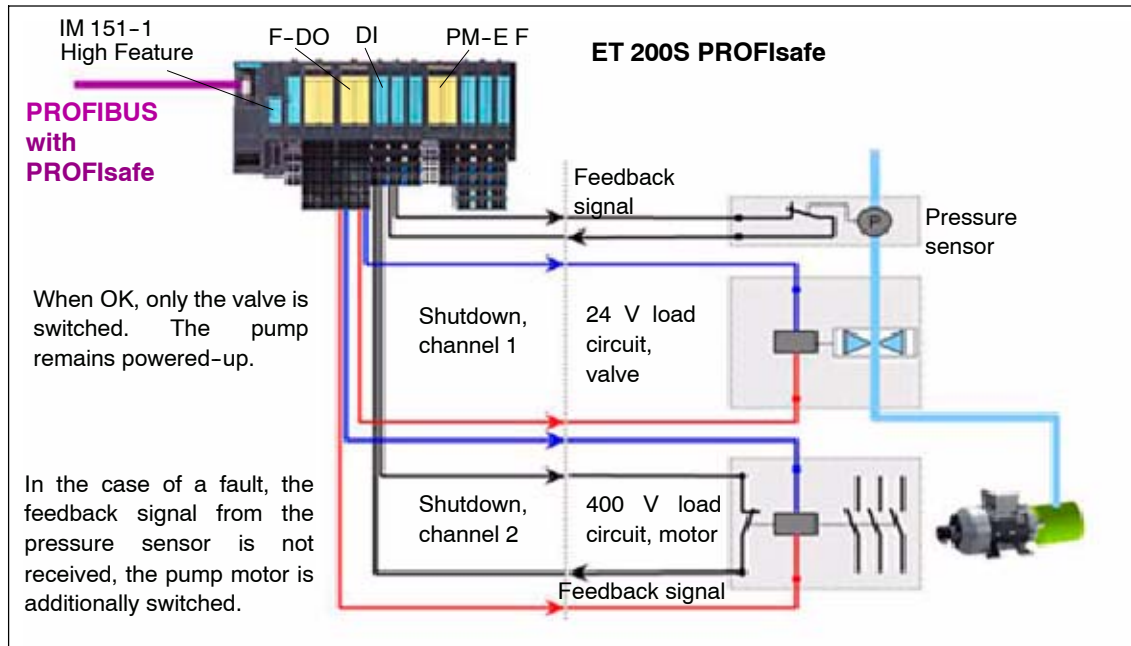 IM 151-1
High Feature
F-DO
DI
PM-E F
ET 200S PROFIsafe
PROFIBUS
with
PROFIsafe
Feedback
signal
P
Pressure
sensor
When OK, only the valve is
switched. The pump
remains powered-up.
Shutdown,
channel 1
24 V load
circuit,
valve
In the case of a fault, the
feedback signal from the
pressure sensor is not
received, the pump motor is
additionally switched.
Shutdown,
channel 2
400 V load
circuit, motor
Feedback signal